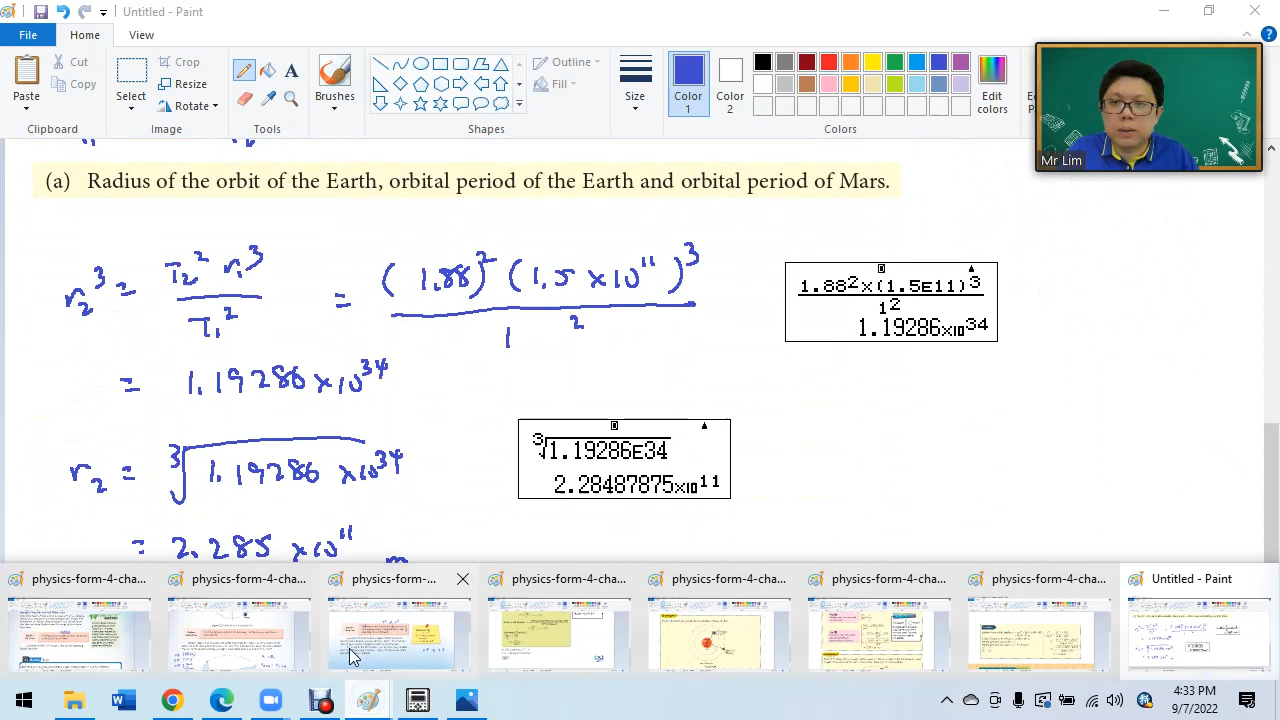 Untitled - Paint
File Home View
Paste
Cut
Copy
Clipboard
Select
Crop
Resize
Rotate
Image
Tools
Brushes
Outline
Fill
Shapes
Size
Color 1
Color 2
Edit colors
Colors
Mr Lim
(a) Radius of the orbit of the Earth, orbital period of the Earth and orbital period of Mars.
r₂³ = T₂² r₁³ / T₁² = (1.88)² (1.5 × 10¹¹)³ / 1²
= 1.19286 × 10³⁴
r₂ = ³√1.19286 × 10³⁴
= 2.285 × 10¹¹ m
1.88²×(1.5E11)³
1²
1.19286×10³⁴
³√1.19286E34
2.28487875×10¹¹
physics-form-4-cha... physics-form-4-cha... physics-form-... physics-form-4-cha... physics-form-4-cha... physics-form-4-cha... physics-form-4-cha... Untitled - Paint
4:33 PM
9/7/2022